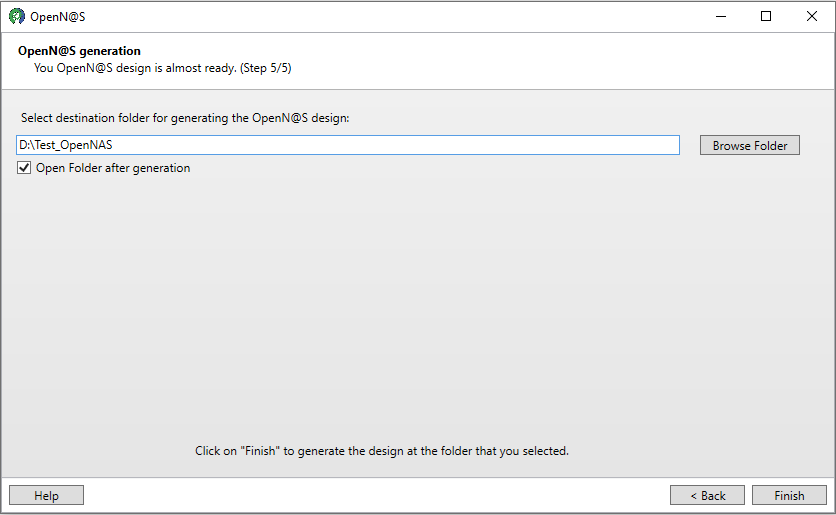 OpenN@S
OpenN@S generation
You OpenN@S design is almost ready. (Step 5/5)
Select destination folder for generating the OpenN@S design:
D:\Test_OpenNAS
Browse Folder
Open Folder after generation
Click on "Finish" to generate the design at the folder that you selected.
Help
< Back
Finish